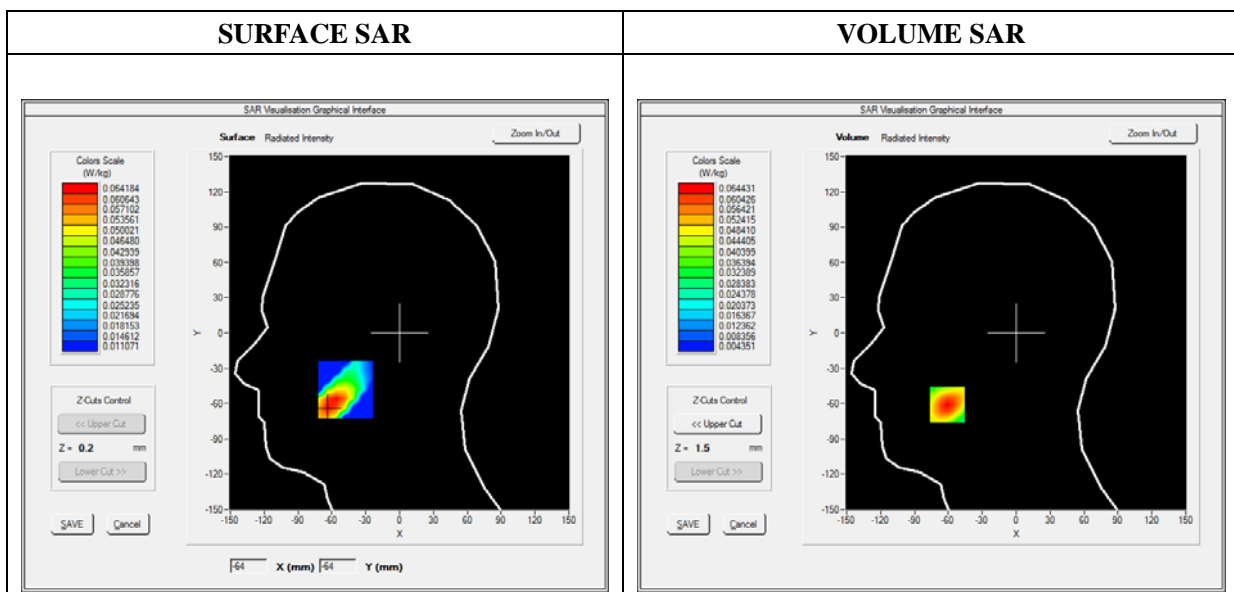 SURFACE SAR
VOLUME SAR
SAR Visualisation Graphical Interface
Surface Radiated Intensity
Zoom In/Out
Colors Scale
(W/kg)
0.064184
0.060643
0.057102
0.053561
0.050021
0.046480
0.042939
0.039398
0.035857
0.032316
0.028776
0.025235
0.021694
0.018153
0.014612
0.011071
Z-Cuts Control
<< Upper Cut
Z = 0.2 mm
Lower Cut >>
SAVE Cancel
150
120
90
60
30
0
-30
-60
-90
-120
-150
Y
-150 -120 -90 -60 -30 0 30 60 90 120 150
X
-64 X (mm) -64 Y (mm)
SAR Visualisation Graphical Interface
Volume Radiated Intensity
Zoom In/Out
Colors Scale
(W/kg)
0.064431
0.060426
0.056421
0.052415
0.048410
0.044405
0.040399
0.036394
0.032389
0.028383
0.024378
0.020373
0.016367
0.012362
0.008356
0.004351
Z-Cuts Control
<< Upper Cut
Z = 1.5 mm
Lower Cut >>
SAVE Cancel
150
120
90
60
30
0
-30
-60
-90
-120
-150
Y
-150 -120 -90 -60 -30 0 30 60 90 120 150
X